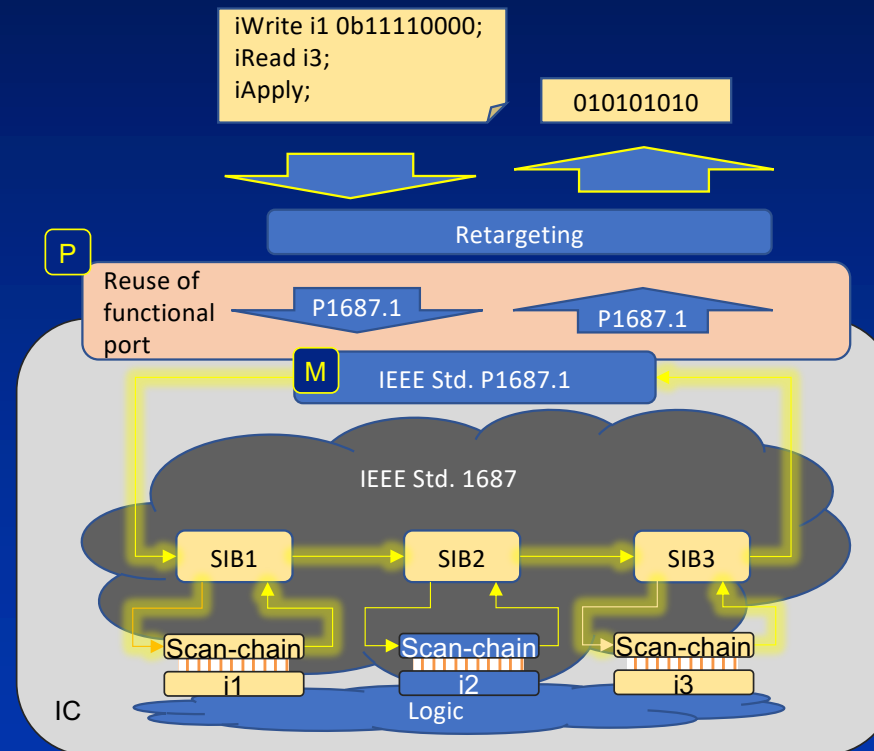 iWrite i1 0b11110000;
iRead i3;
iApply;
010101010
Retargeting
P
Reuse of
functional
port
P1687.1
P1687.1
M
IEEE Std. P1687.1
IEEE Std. 1687
SIB1
SIB2
SIB3
Scan-chain
Scan-chain
Scan-chain
i1
i2
i3
IC
Logic